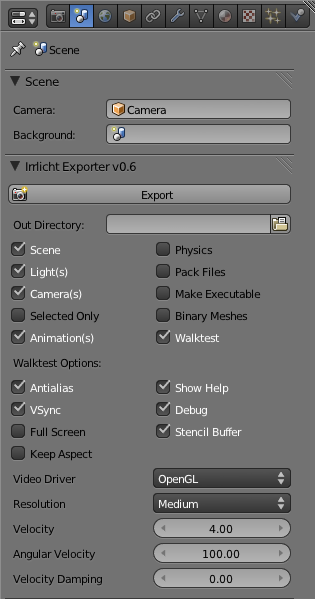 Scene
Scene
Camera: Camera
Background:
Irrlicht Exporter v0.6
Export
Out Directory:
Scene Physics
Light(s) Pack Files
Camera(s) Make Executable
Selected Only Binary Meshes
Animation(s) Walktest
Walktest Options:
Antialias Show Help
VSync Debug
Full Screen Stencil Buffer
Keep Aspect
Video Driver OpenGL
Resolution Medium
Velocity 4.00
Angular Velocity 100.00
Velocity Damping 0.00